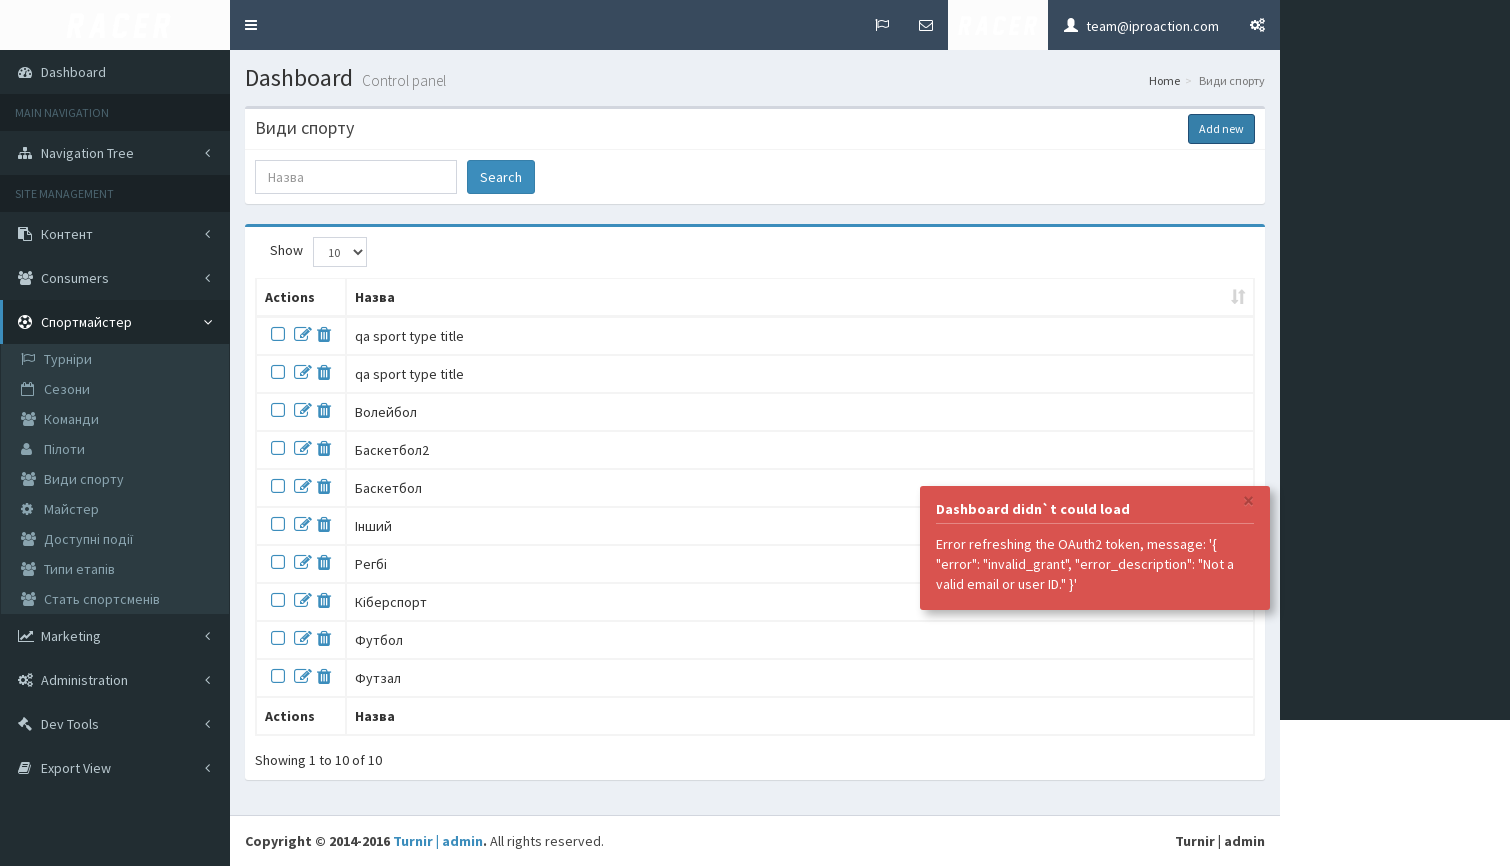 RACER
RACER
team@iproaction.com
Dashboard
MAIN NAVIGATION
Navigation Tree
SITE MANAGEMENT
Контент
Consumers
Спортмайстер
Турніри
Сезони
Команди
Пілоти
Види спорту
Майстер
Доступні події
Типи етапів
Стать спортсменів
Marketing
Administration
Dev Tools
Export View
Dashboard Control panel
Home > Види спорту
Види спорту
Add new
Назва
Search
Show 10
Actions Назва
qa sport type title
qa sport type title
Волейбол
Баскетбол2
Баскетбол
Інший
Регбі
Кіберспорт
Футбол
Футзал
Actions Назва
Showing 1 to 10 of 10
×
Dashboard didn`t could load
Error refreshing the OAuth2 token, message: '{
"error": "invalid_grant", "error_description": "Not a
valid email or user ID." }'
Copyright © 2014-2016 Turnir | admin. All rights reserved.
Turnir | admin